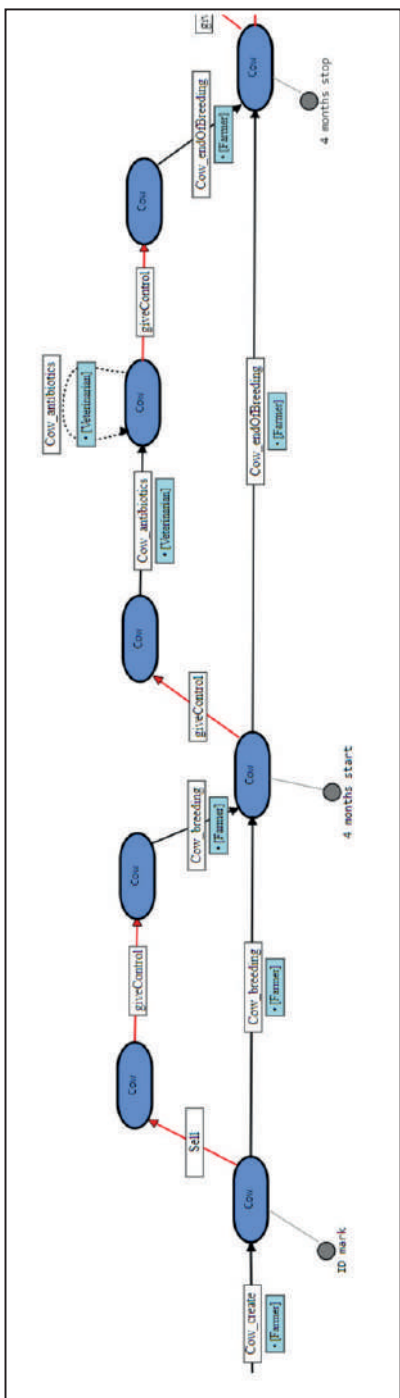 Cow_create
• [Farmer]
Cow
ID mark
Sell
Cow
giveControl
Cow
Cow_breeding
• [Farmer]
Cow_breeding
• [Farmer]
Cow
4 months start
giveControl
Cow
Cow_antibiotics
• [Veterinarian]
Cow
Cow_antibiotics
• [Veterinarian]
giveControl
Cow
Cow_endOfBreeding
• [Farmer]
Cow_endOfBreeding
• [Farmer]
Cow
4 months stop